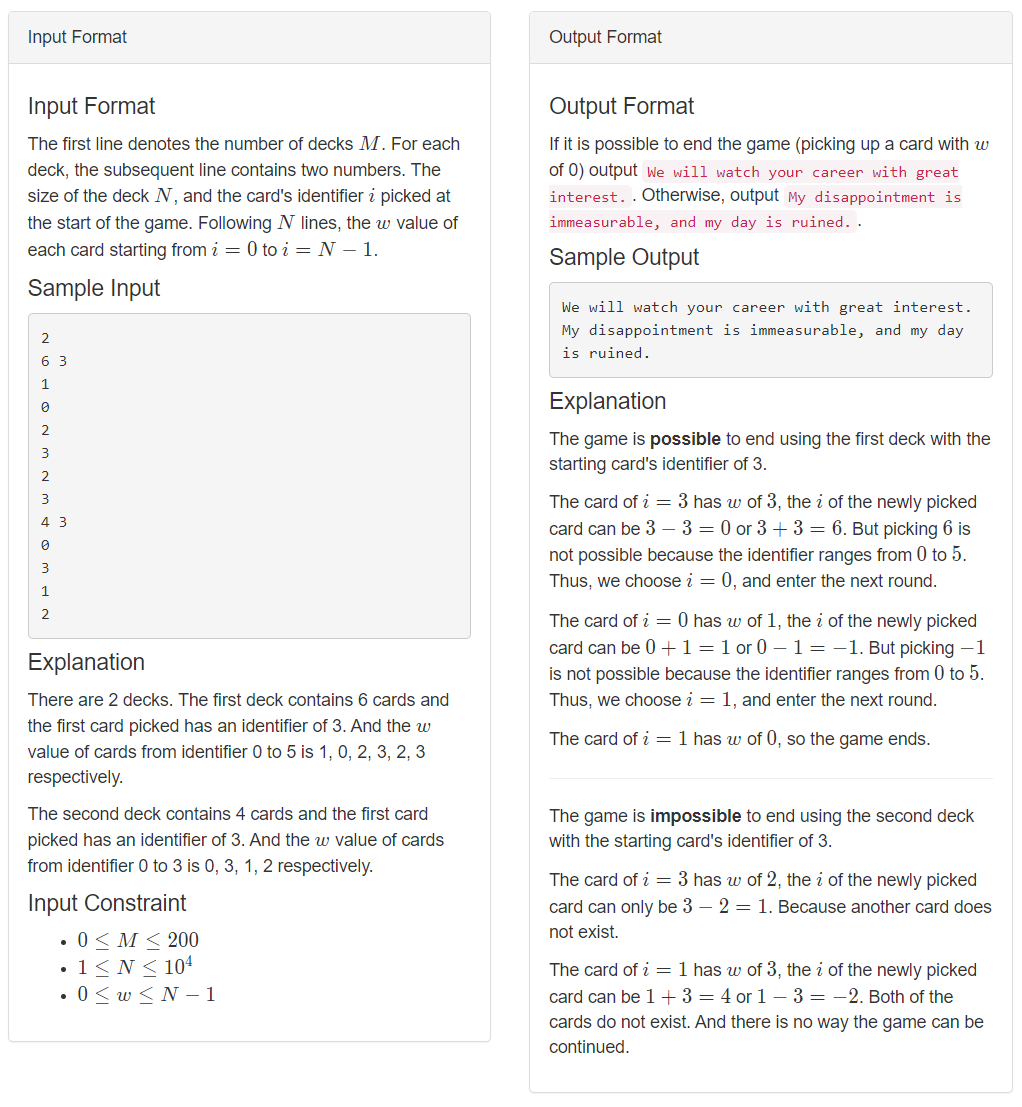 Input Format
Input Format
The first line denotes the number of decks M. For each
deck, the subsequent line contains two numbers. The
size of the deck N, and the card's identifier i picked at
the start of the game. Following N lines, the w value of
each card starting from i = 0 to i = N − 1.
Sample Input
2
6 3
1
0
2
3
2
3
4 3
0
3
1
2
Explanation
There are 2 decks. The first deck contains 6 cards and
the first card picked has an identifier of 3. And the w
value of cards from identifier 0 to 5 is 1, 0, 2, 3, 2, 3
respectively.
The second deck contains 4 cards and the first card
picked has an identifier of 3. And the w value of cards
from identifier 0 to 3 is 0, 3, 1, 2 respectively.
Input Constraint
• 0 ≤ M ≤ 200
• 1 ≤ N ≤ 10⁴
• 0 ≤ w ≤ N − 1
Output Format
Output Format
If it is possible to end the game (picking up a card with w
of 0) output We will watch your career with great
interest. . Otherwise, output My disappointment is
immeasurable, and my day is ruined. .
Sample Output
We will watch your career with great interest.
My disappointment is immeasurable, and my day
is ruined.
Explanation
The game is possible to end using the first deck with the
starting card's identifier of 3.
The card of i = 3 has w of 3, the i of the newly picked
card can be 3 − 3 = 0 or 3 + 3 = 6. But picking 6 is
not possible because the identifier ranges from 0 to 5.
Thus, we choose i = 0, and enter the next round.
The card of i = 0 has w of 1, the i of the newly picked
card can be 0 + 1 = 1 or 0 − 1 = −1. But picking −1
is not possible because the identifier ranges from 0 to 5.
Thus, we choose i = 1, and enter the next round.
The card of i = 1 has w of 0, so the game ends.
The game is impossible to end using the second deck
with the starting card's identifier of 3.
The card of i = 3 has w of 2, the i of the newly picked
card can only be 3 − 2 = 1. Because another card does
not exist.
The card of i = 1 has w of 3, the i of the newly picked
card can be 1 + 3 = 4 or 1 − 3 = −2. Both of the
cards do not exist. And there is no way the game can be
continued.